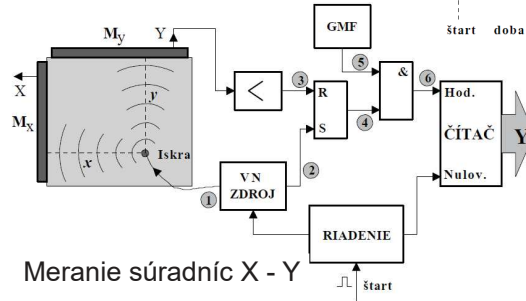 štart doba
My Y
GMF
X
Mx
y
x
Iskra
<
3
R
S
5
&
4
6
Hod.
ČÍTAČ
Nulov.
Y
1
VN
ZDROJ
2
RIADENIE
štart
Meranie súradníc X - Y